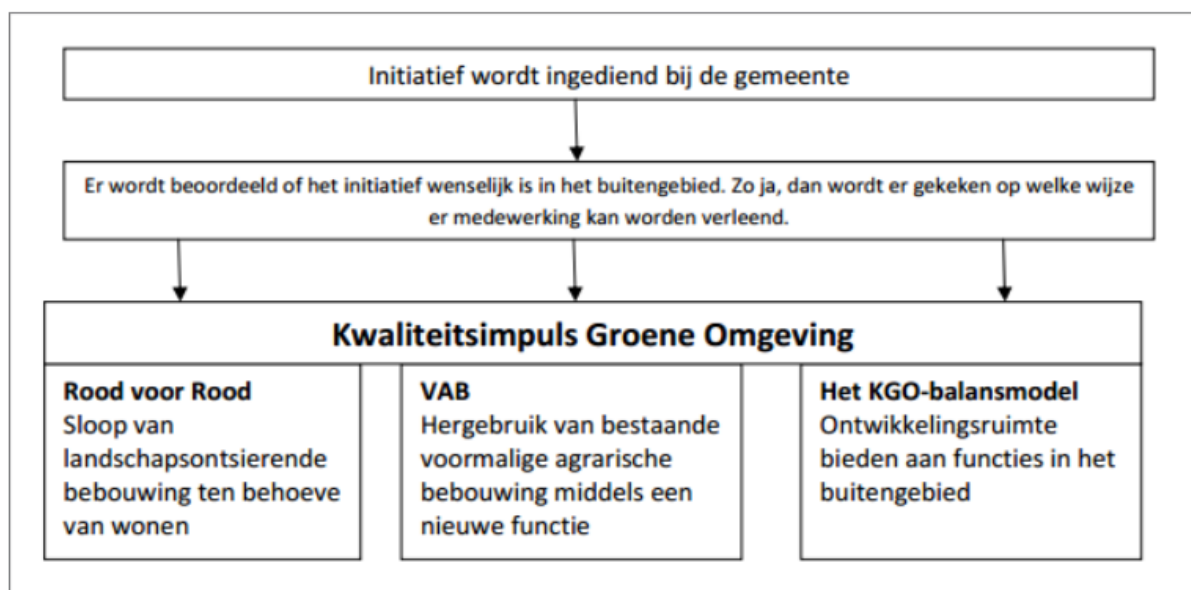 Initiatief wordt ingediend bij de gemeente
Er wordt beoordeeld of het initiatief wenselijk is in het buitengebied. Zo ja, dan wordt er gekeken op welke wijze
er medewerking kan worden verleend.
Kwaliteitsimpuls Groene Omgeving
Rood voor Rood
Sloop van
landschapsontsierende
bebouwing ten behoeve
van wonen
VAB
Hergebruik van bestaande
voormalige agrarische
bebouwing middels een
nieuwe functie
Het KGO-balansmodel
Ontwikkelingsruimte
bieden aan functies in het
buitengebied